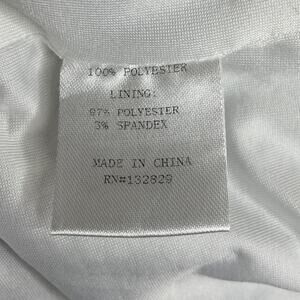 100% POLYESTER
LINING:
97% POLYESTER
3% SPANDEX
MADE IN CHINA
RN#132829